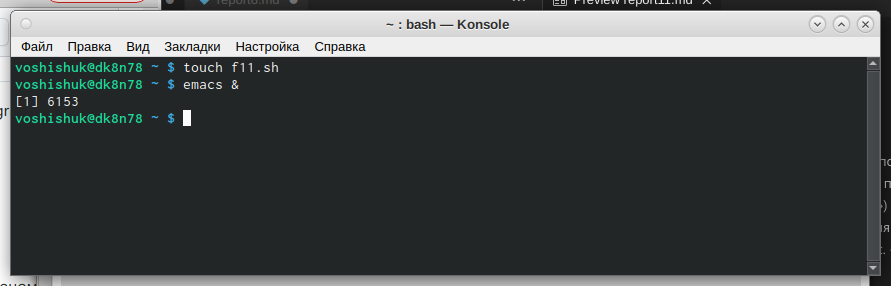 report6.md
Preview report11.md
~ : bash — Konsole
Файл Правка Вид Закладки Настройка Справка
voshishuk@dk8n78 ~ $ touch f11.sh
voshishuk@dk8n78 ~ $ emacs &
[1] 6153
voshishuk@dk8n78 ~ $